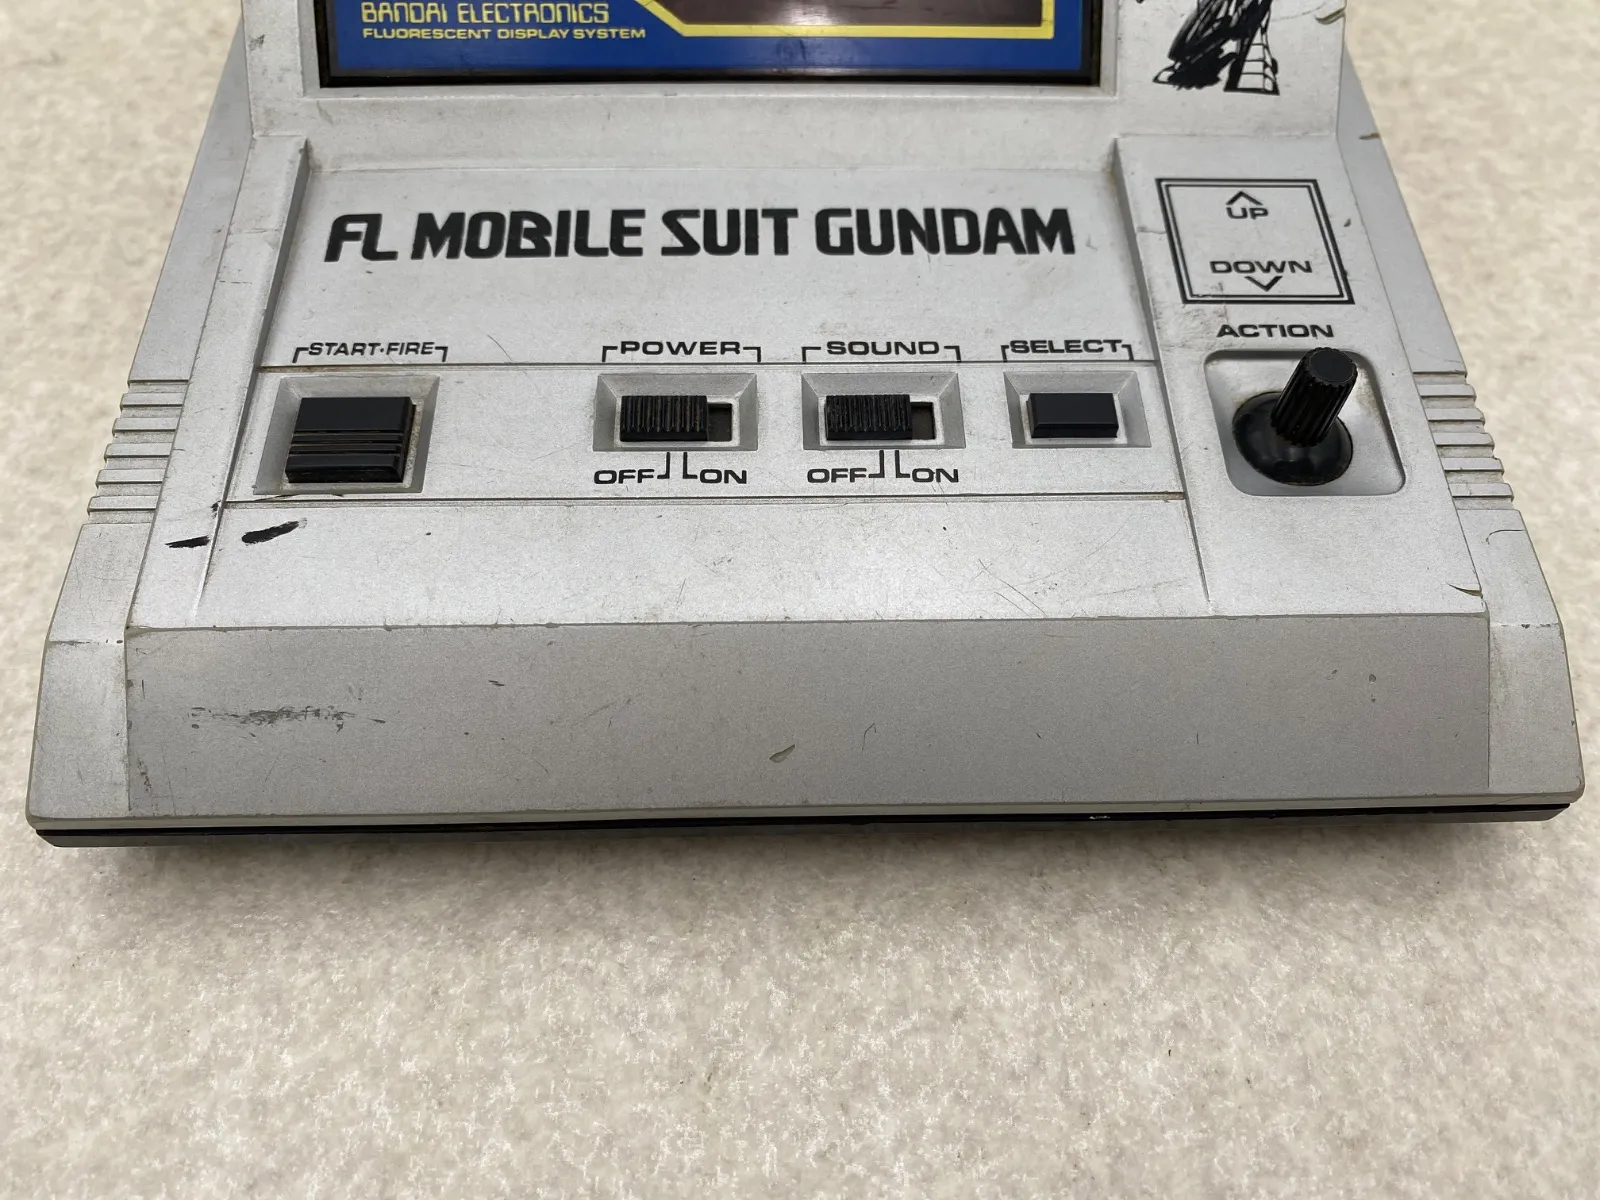 BANDAI ELECTRONICS
FLUORESCENT DISPLAY SYSTEM
FL MOBILE SUIT GUNDAM
UP
DOWN
ACTION
START·FIRE
POWER
SOUND
SELECT
OFF ON
OFF ON